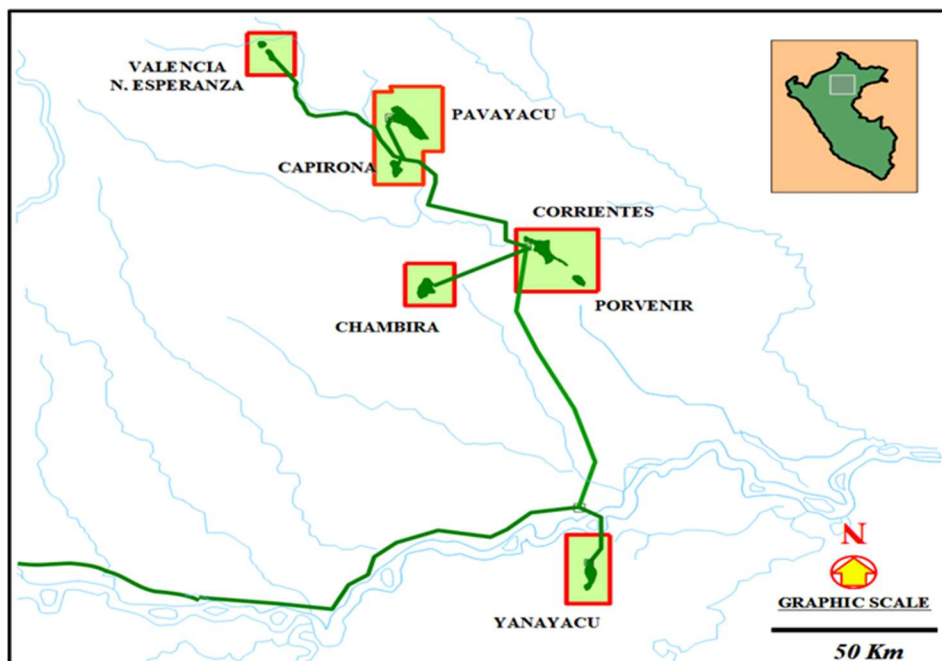 VALENCIA
N. ESPERANZA
PAVAYACU
CAPIRONA
CORRIENTES
CHAMBIRA
PORVENIR
YANAYACU
N
GRAPHIC SCALE
50 Km